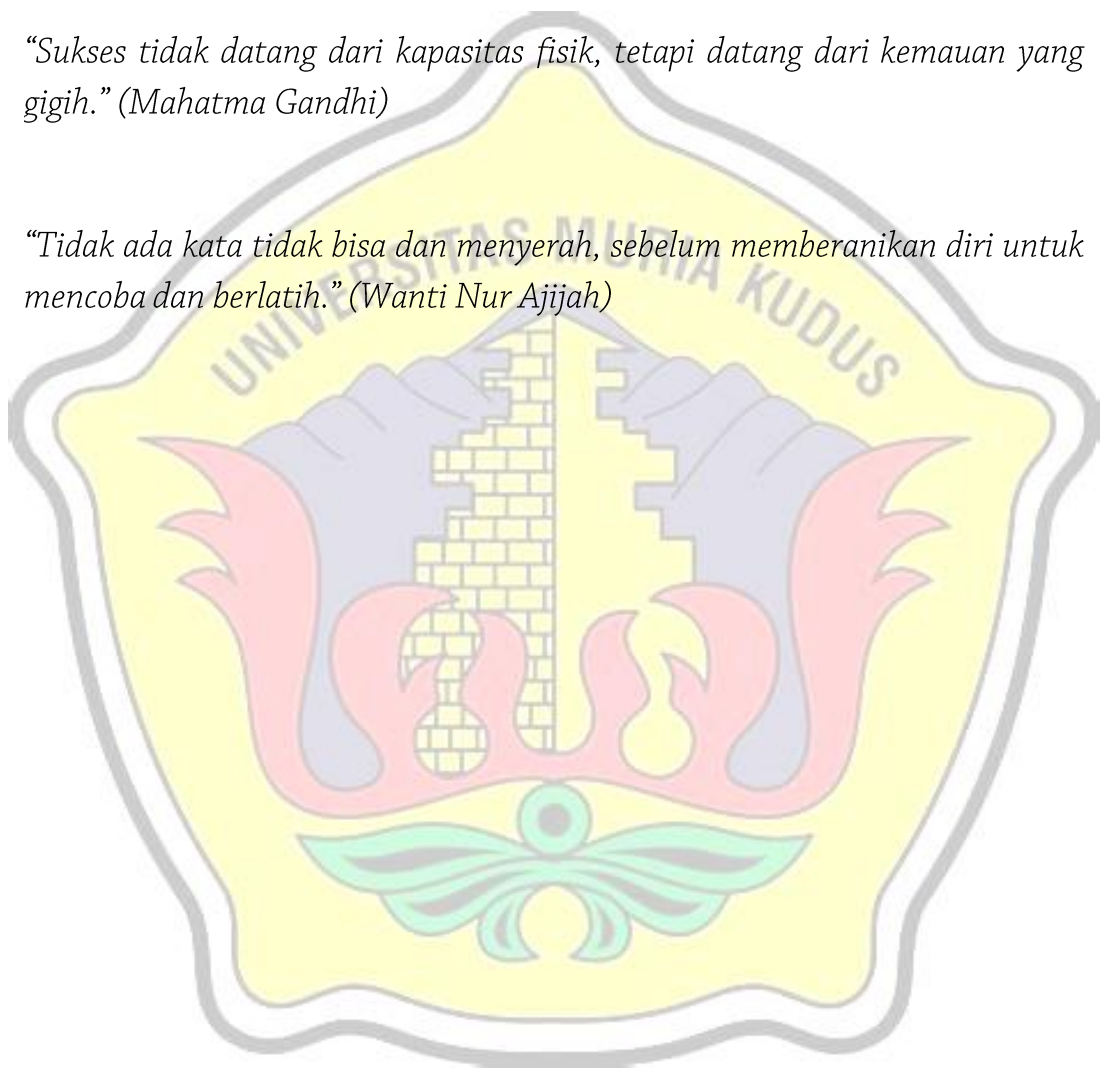 “Sukses tidak datang dari kapasitas fisik, tetapi datang dari kemauan yang
gigih.” (Mahatma Gandhi)
“Tidak ada kata tidak bisa dan menyerah, sebelum memberanikan diri untuk
mencoba dan berlatih.” (Wanti Nur Ajijah)
UNIVERSITAS MURIA KUDUS